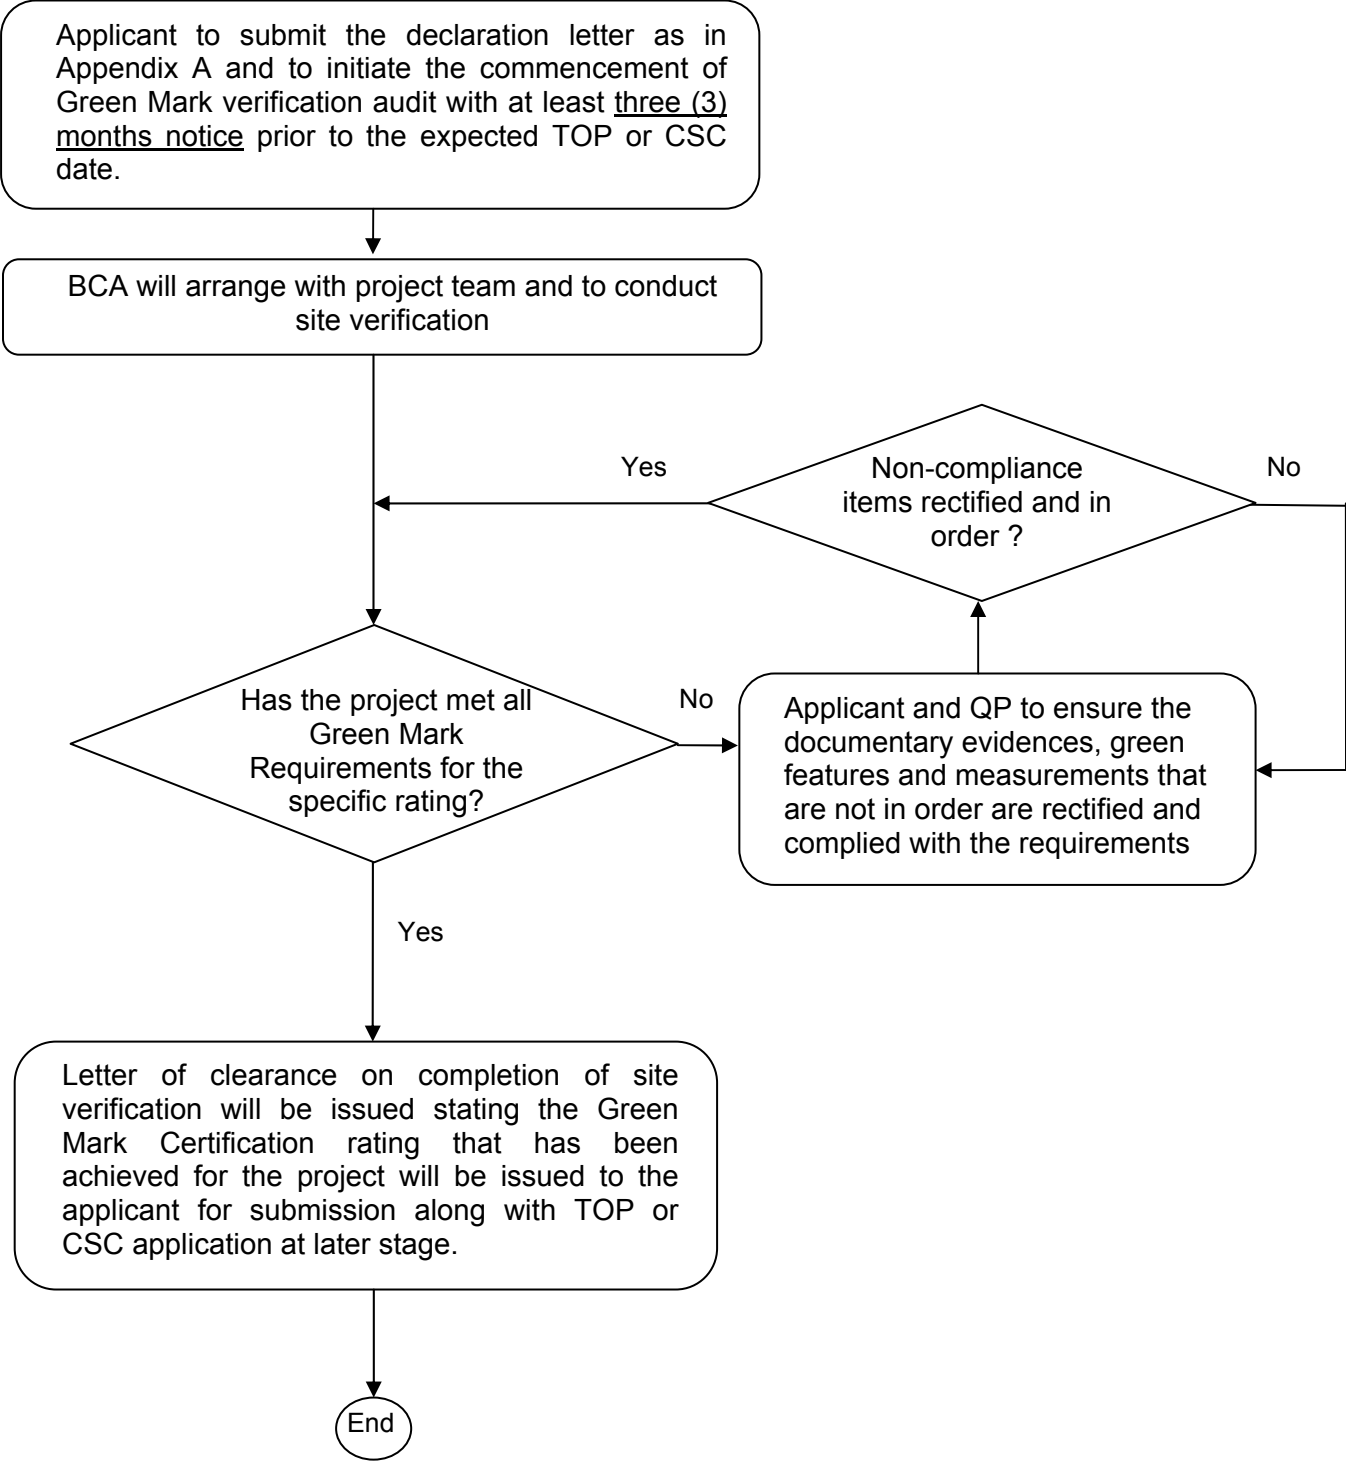 Applicant to submit the declaration letter as in
Appendix A and to initiate the commencement of
Green Mark verification audit with at least three (3)
months notice prior to the expected TOP or CSC
date.
BCA will arrange with project team and to conduct
site verification
Yes
Non-compliance
items rectified and in
order ?
No
Has the project met all
Green Mark
Requirements for the
specific rating?
No
Applicant and QP to ensure the
documentary evidences, green
features and measurements that
are not in order are rectified and
complied with the requirements
Yes
Letter of clearance on completion of site
verification will be issued stating the Green
Mark Certification rating that has been
achieved for the project will be issued to the
applicant for submission along with TOP or
CSC application at later stage.
End